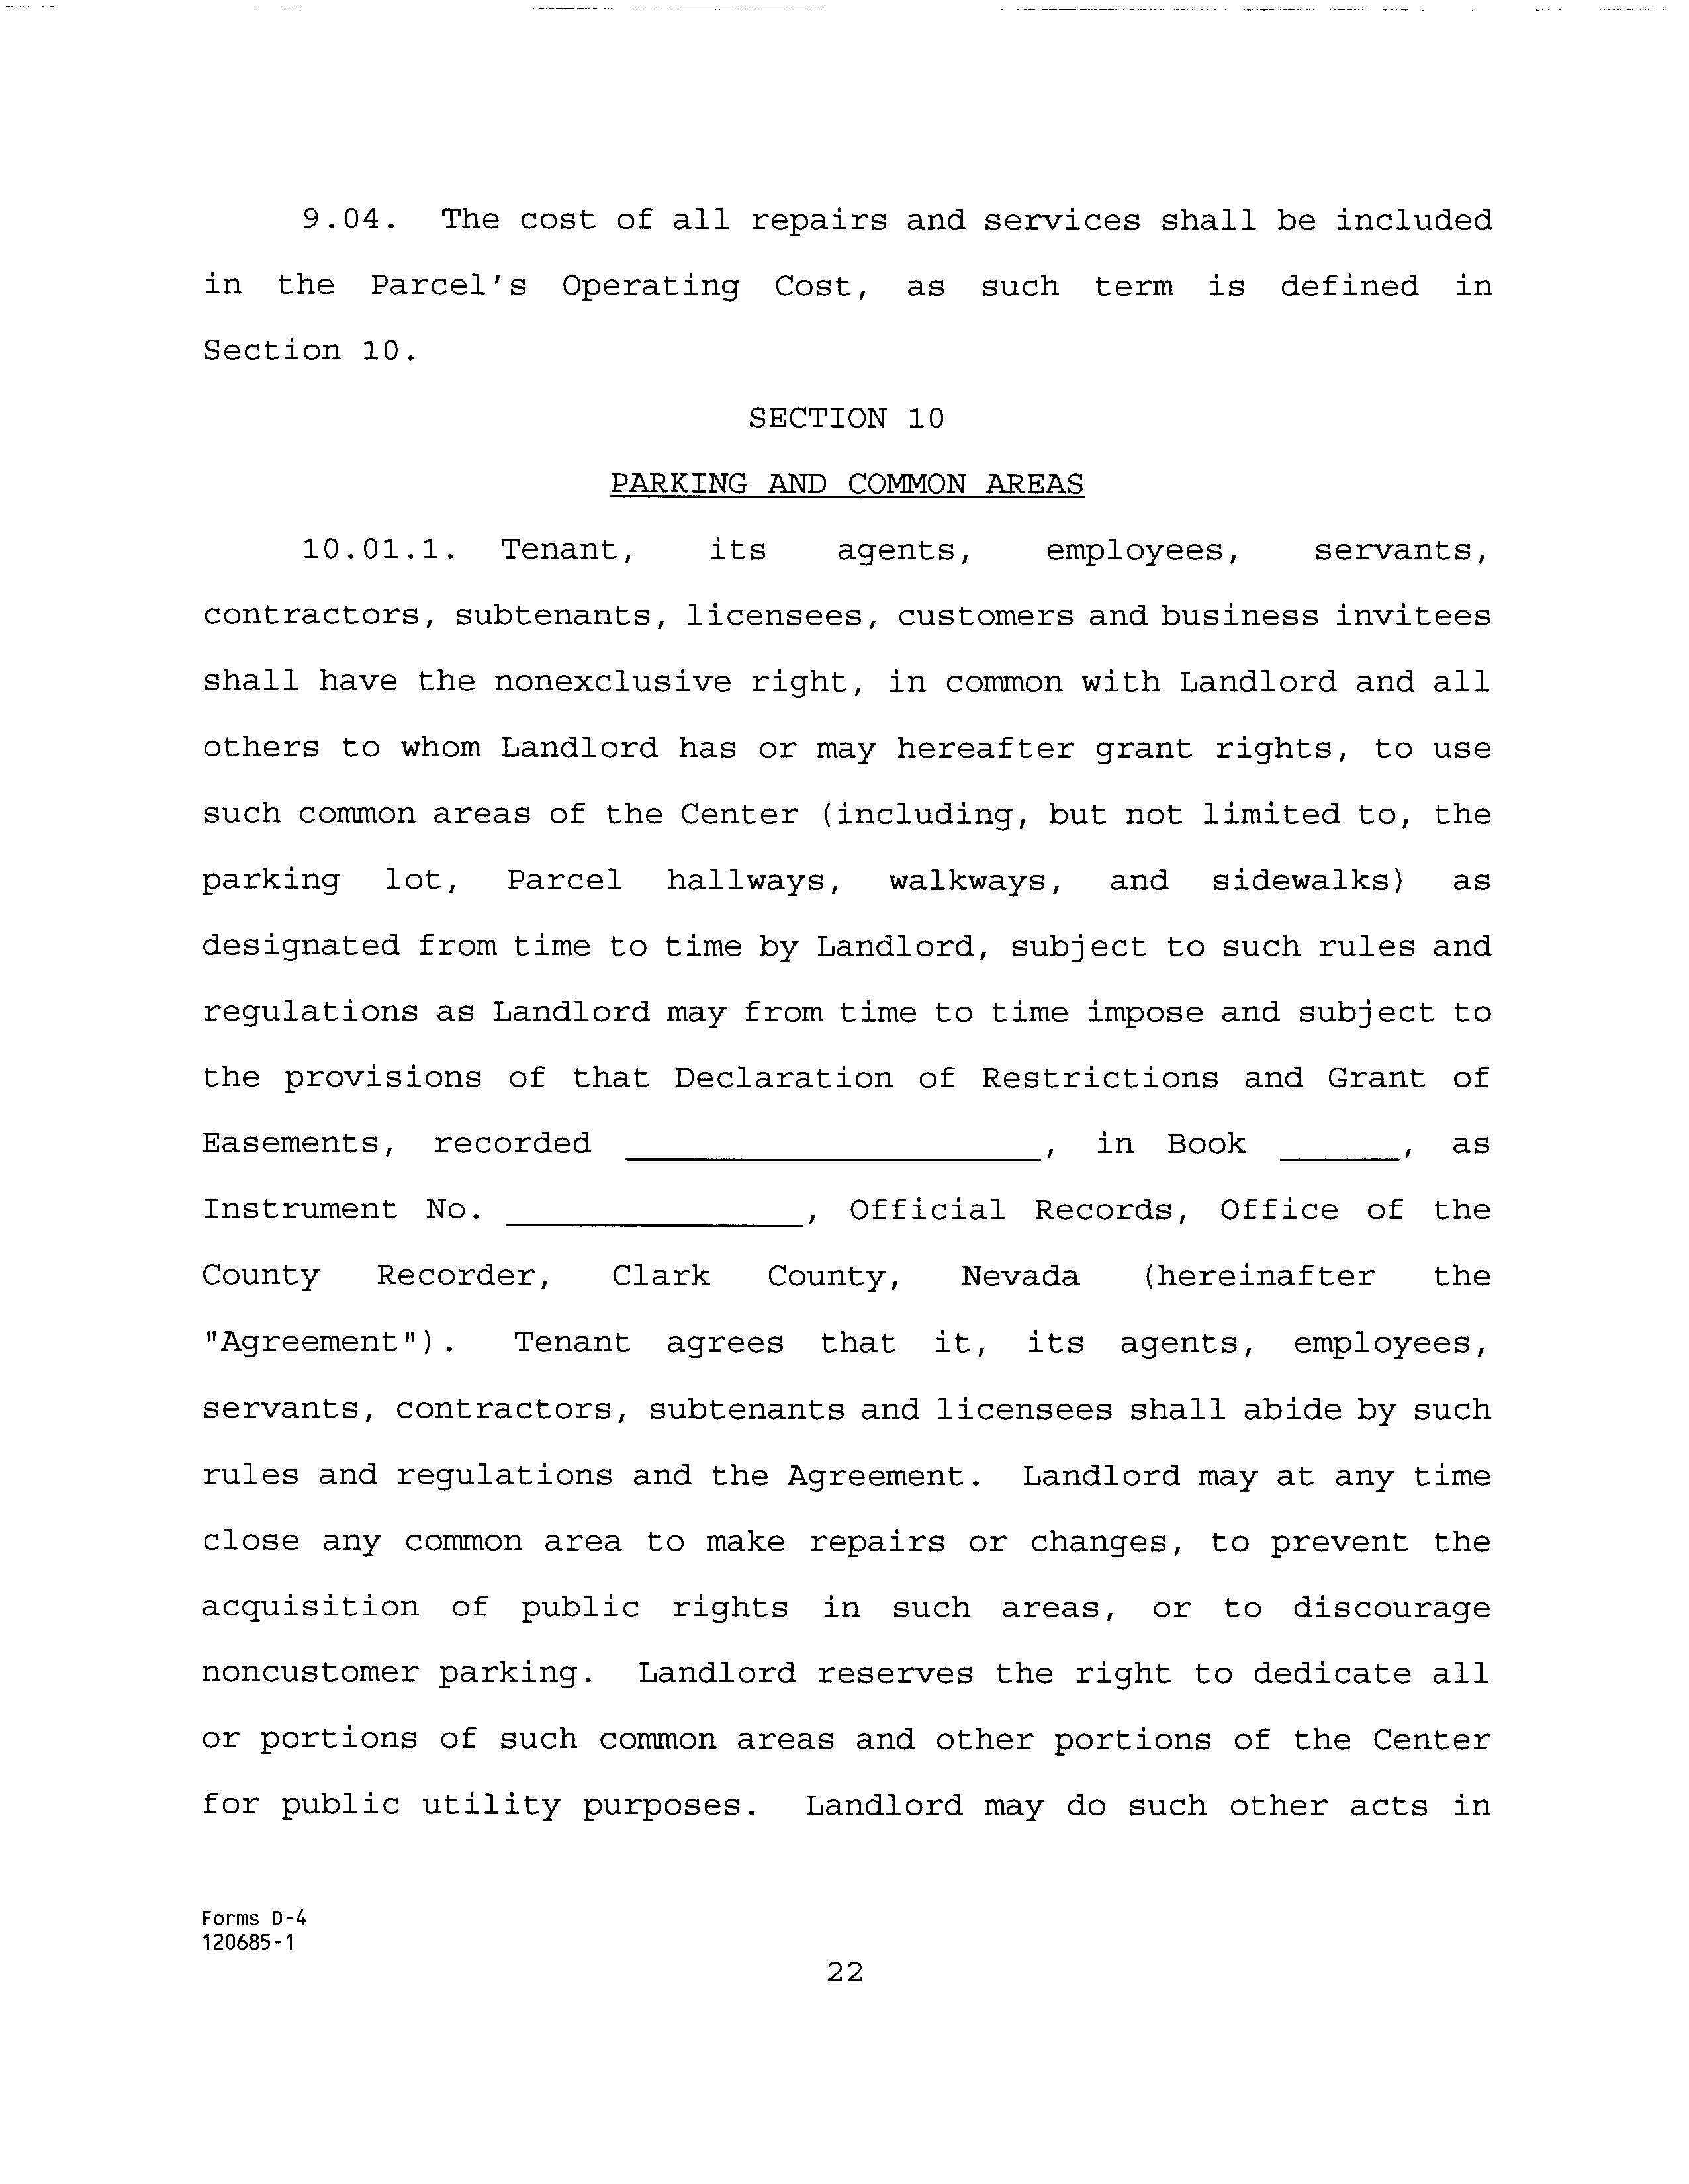 9.04. The cost of all repairs and services shall be included
in the Parcel's Operating Cost, as such term is defined in
Section 10.
SECTION 10
PARKING AND COMMON AREAS
10.01.1. Tenant, its agents, employees, servants,
contractors, subtenants, licensees, customers and business invitees
shall have the nonexclusive right, in common with Landlord and all
others to whom Landlord has or may hereafter grant rights, to use
such common areas of the Center (including, but not limited to, the
parking lot, Parcel hallways, walkways, and sidewalks) as
designated from time to time by Landlord, subject to such rules and
regulations as Landlord may from time to time impose and subject to
the provisions of that Declaration of Restrictions and Grant of
Easements, recorded ____________________, in Book ______, as
Instrument No. ______________, Official Records, Office of the
County Recorder, Clark County, Nevada (hereinafter the
"Agreement"). Tenant agrees that it, its agents, employees,
servants, contractors, subtenants and licensees shall abide by such
rules and regulations and the Agreement. Landlord may at any time
close any common area to make repairs or changes, to prevent the
acquisition of public rights in such areas, or to discourage
noncustomer parking. Landlord reserves the right to dedicate all
or portions of such common areas and other portions of the Center
for public utility purposes. Landlord may do such other acts in
Forms D-4
120685-1
22